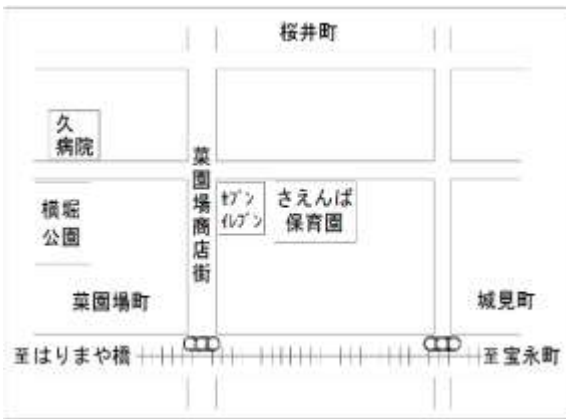 桜井町
久
病院
菜園場商店街
横堀
公園
セブン
イレブン
さえんば
保育園
菜園場町
城見町
至はりまや橋
至宝永町